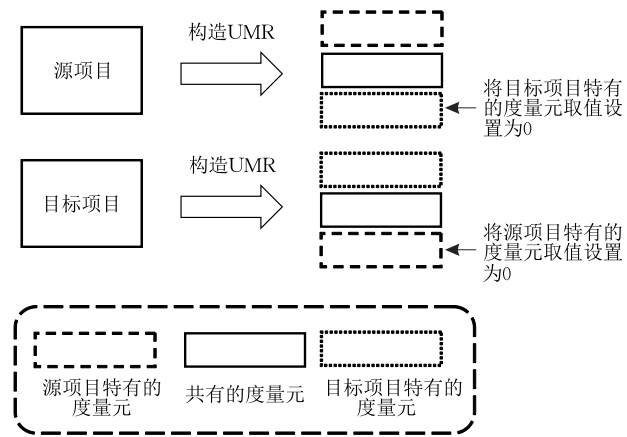 构造UMR
源项目
将目标项目特有
的度量元取值设
置为0
构造UMR
目标项目
将源项目特有的
度量元取值设置
为0
源项目特有的
度量元
共有的度量元
目标项目特有的
度量元